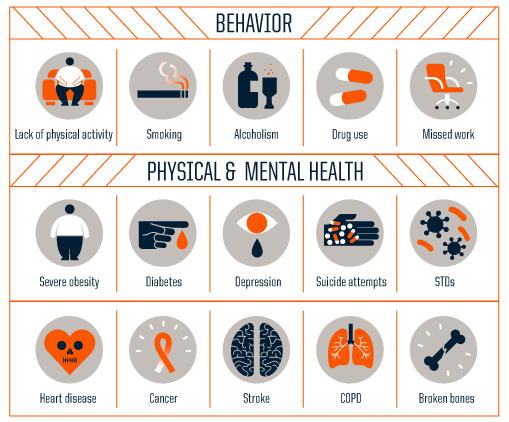 BEHAVIOR
Lack of physical activity
Smoking
Alcoholism
Drug use
Missed work
PHYSICAL & MENTAL HEALTH
Severe obesity
Diabetes
Depression
Suicide attempts
STDs
Heart disease
Cancer
Stroke
COPD
Broken bones